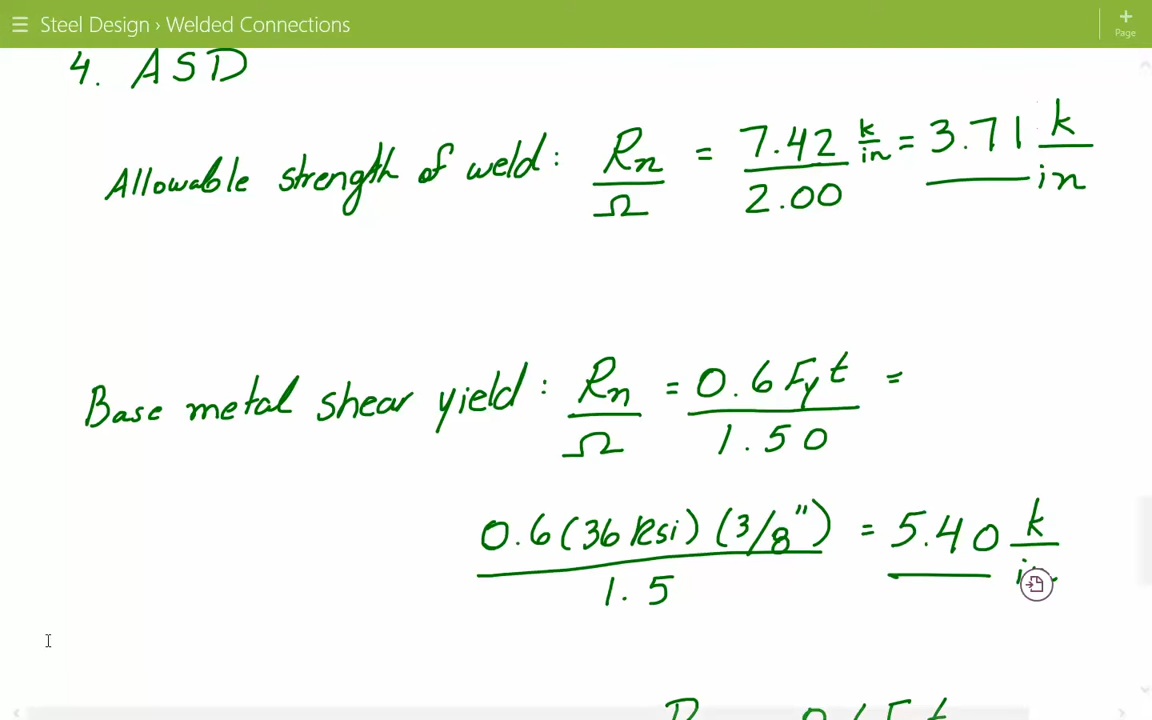 Steel Design › Welded Connections
Page
4. ASD
Allowable strength of weld: Rn/Ω = 7.42/2.00 k/in = 3.71 k/in
Base metal shear yield: Rn/Ω = 0.6 Fy t/1.50 =
0.6 (36 ksi) (3/8")/1.5 = 5.40 k/